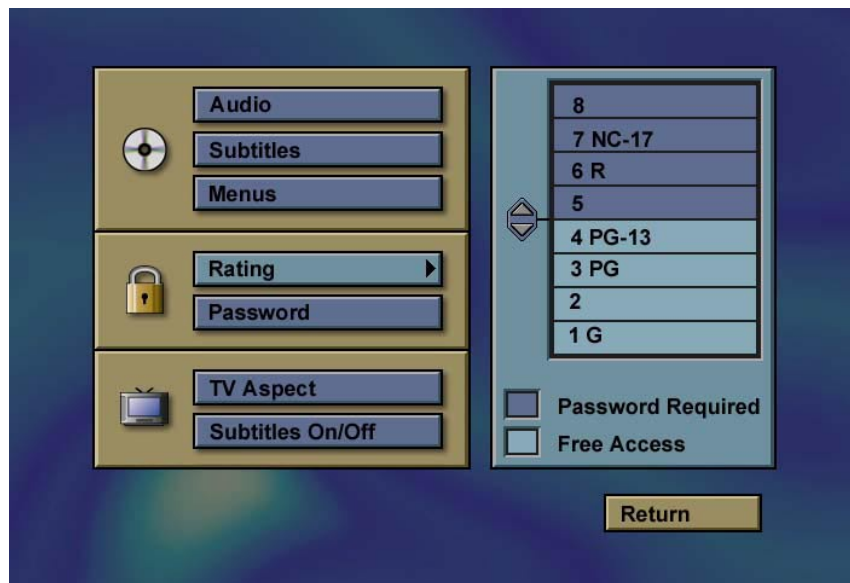 Audio
Subtitles
Menus
Rating
Password
TV Aspect
Subtitles On/Off
8
7 NC-17
6 R
5
4 PG-13
3 PG
2
1 G
Password Required
Free Access
Return